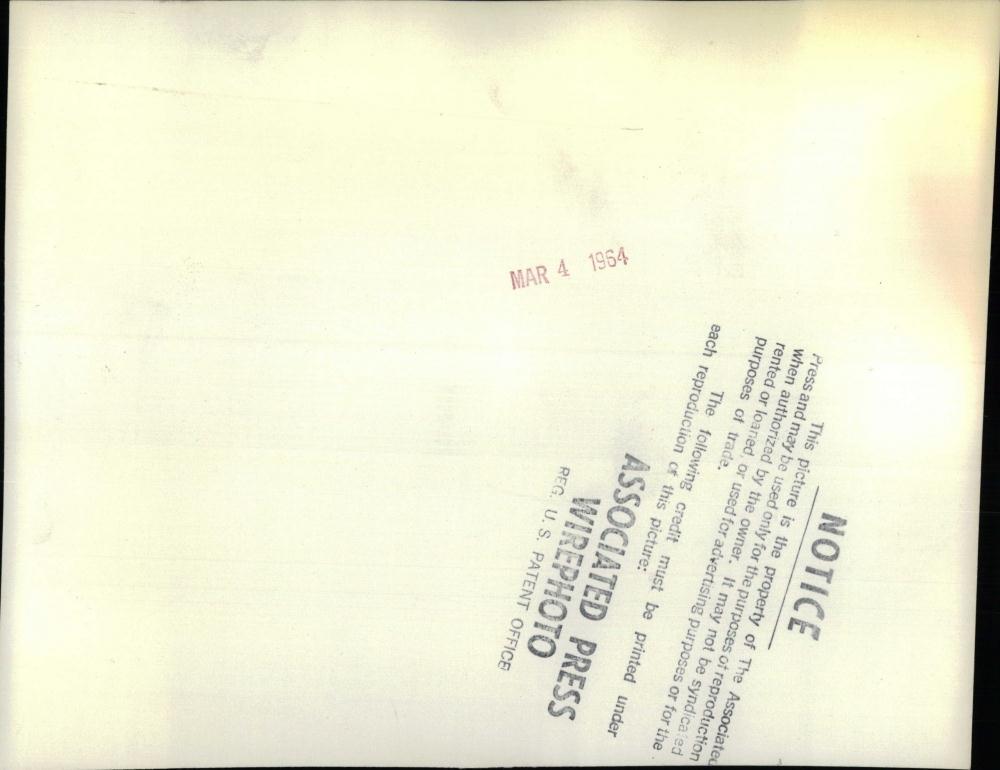 MAR 4 1964
NOTICE
This picture is the property of The Associated
Press and may be used only for the purposes of reproduction
when authorized by the owner. It may not be syndicated
rented or loaned, or used for advertising purposes or for the
purposes of trade.
The following credit must be printed under
each reproduction of this picture:
ASSOCIATED PRESS
WIREPHOTO
REG. U.S. PATENT OFFICE